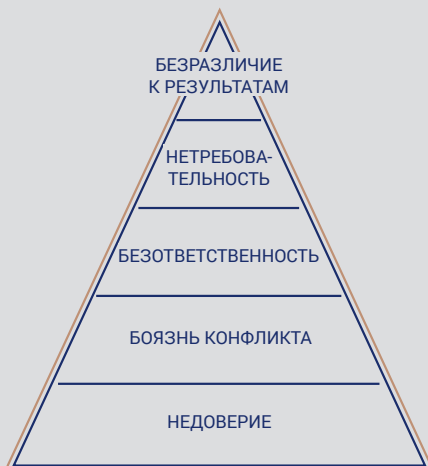 БЕЗРАЗЛИЧИЕ
К РЕЗУЛЬТАТАМ
НЕТРЕБОВА-
ТЕЛЬНОСТЬ
БЕЗОТВЕТСТВЕННОСТЬ
БОЯЗНЬ КОНФЛИКТА
НЕДОВЕРИЕ